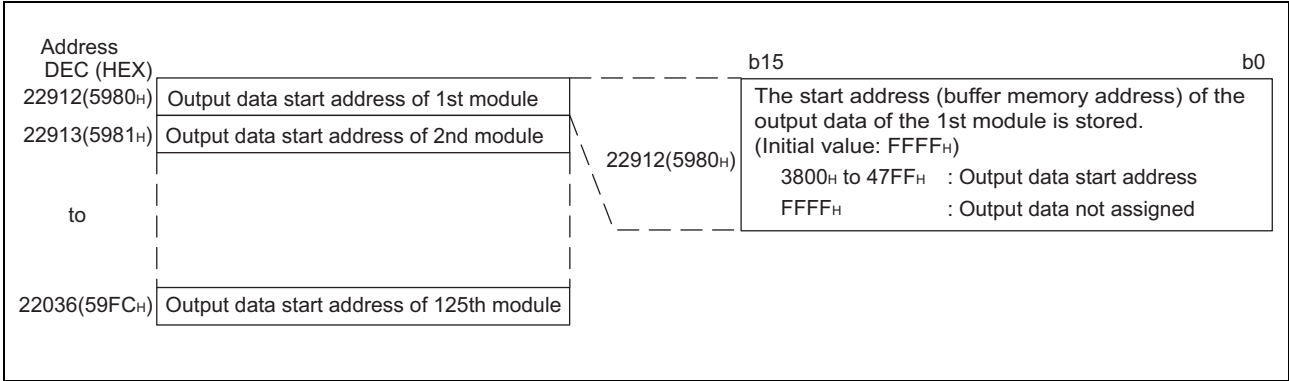 Address
DEC (HEX)
22912(5980H) Output data start address of 1st module
22913(5981H) Output data start address of 2nd module
to
22036(59FCH) Output data start address of 125th module
b15 b0
22912(5980H)
The start address (buffer memory address) of the
output data of the 1st module is stored.
(Initial value: FFFFH)
3800H to 47FFH : Output data start address
FFFFH : Output data not assigned